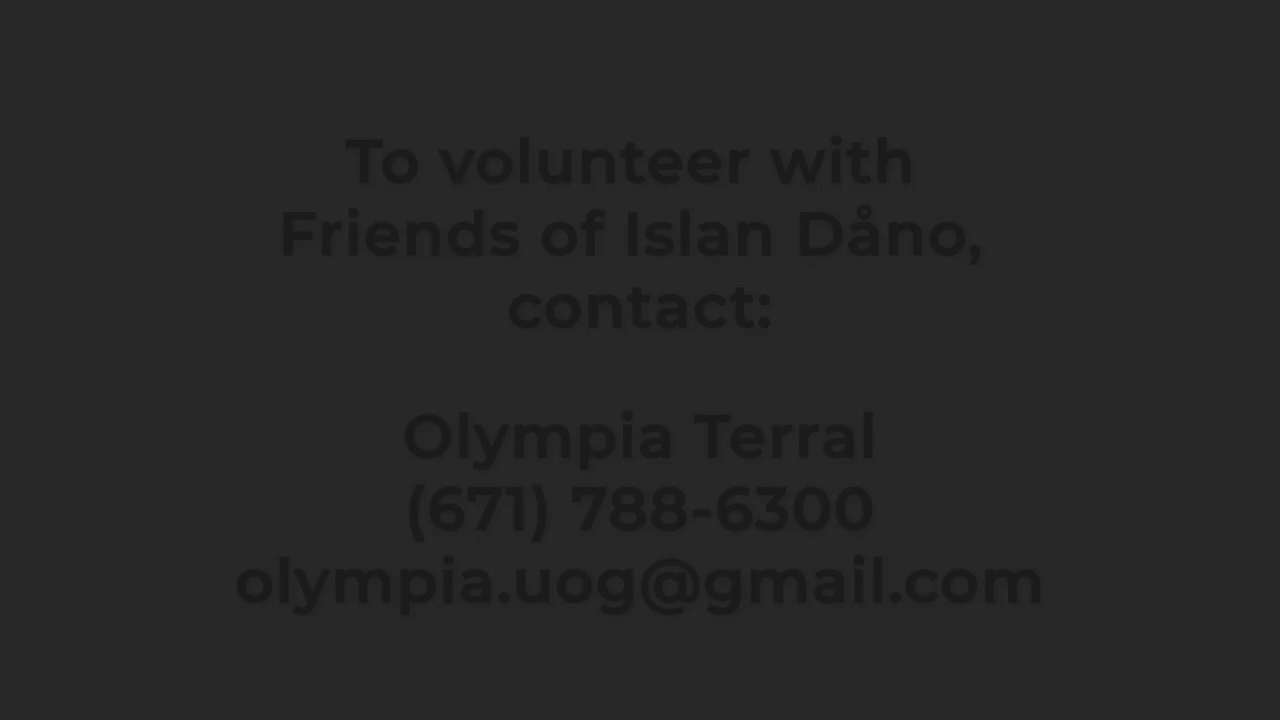 To volunteer with
Friends of Islan Dåno,
contact:
Olympia Terral
(671) 788-6300
olympia.uog@gmail.com